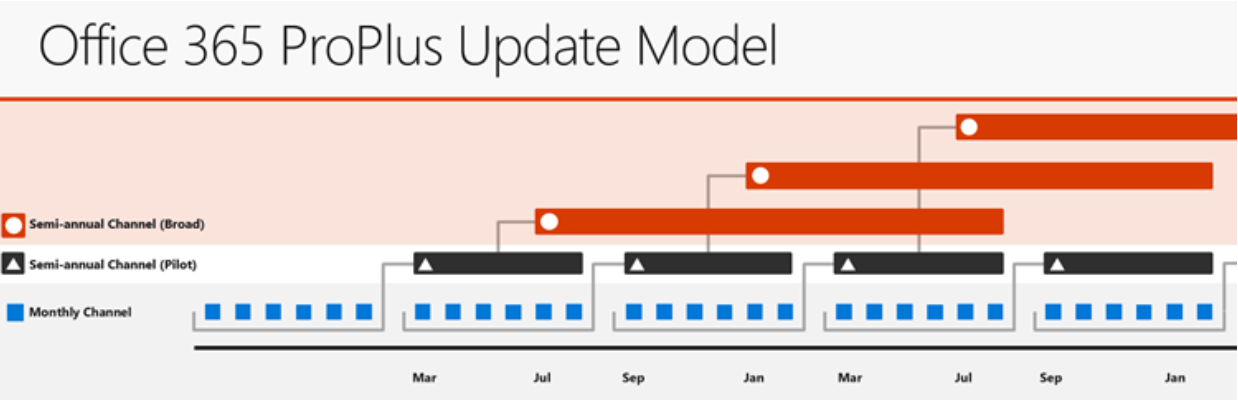 Office 365 ProPlus Update Model
Semi-annual Channel (Broad)
Semi-annual Channel (Pilot)
Monthly Channel
Mar Jul Sep Jan Mar Jul Sep Jan